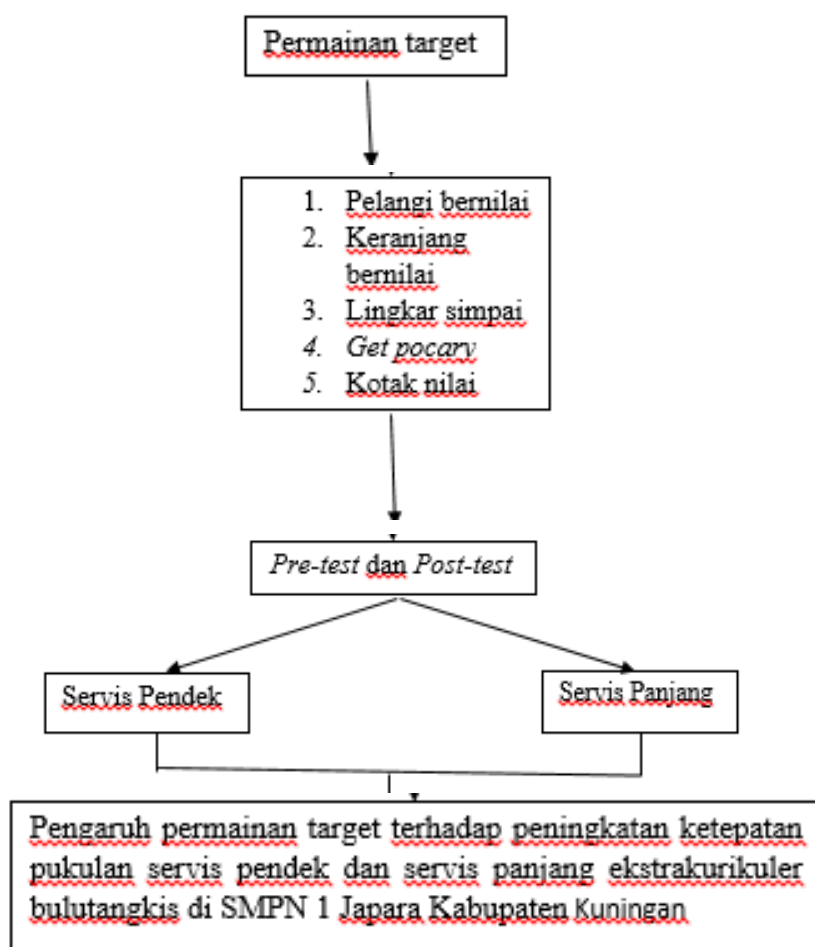 Permainan target
1. Pelangi bernilai
2. Keranjang
bernilai
3. Lingkar simpai
4. Get pocary
5. Kotak nilai
Pre-test dan Post-test
Servis Pendek
Servis Panjang
Pengaruh permainan target terhadap peningkatan ketepatan
pukulan servis pendek dan servis panjang ekstrakurikuler
bulutangkis di SMPN 1 Japara Kabupaten Kuningan